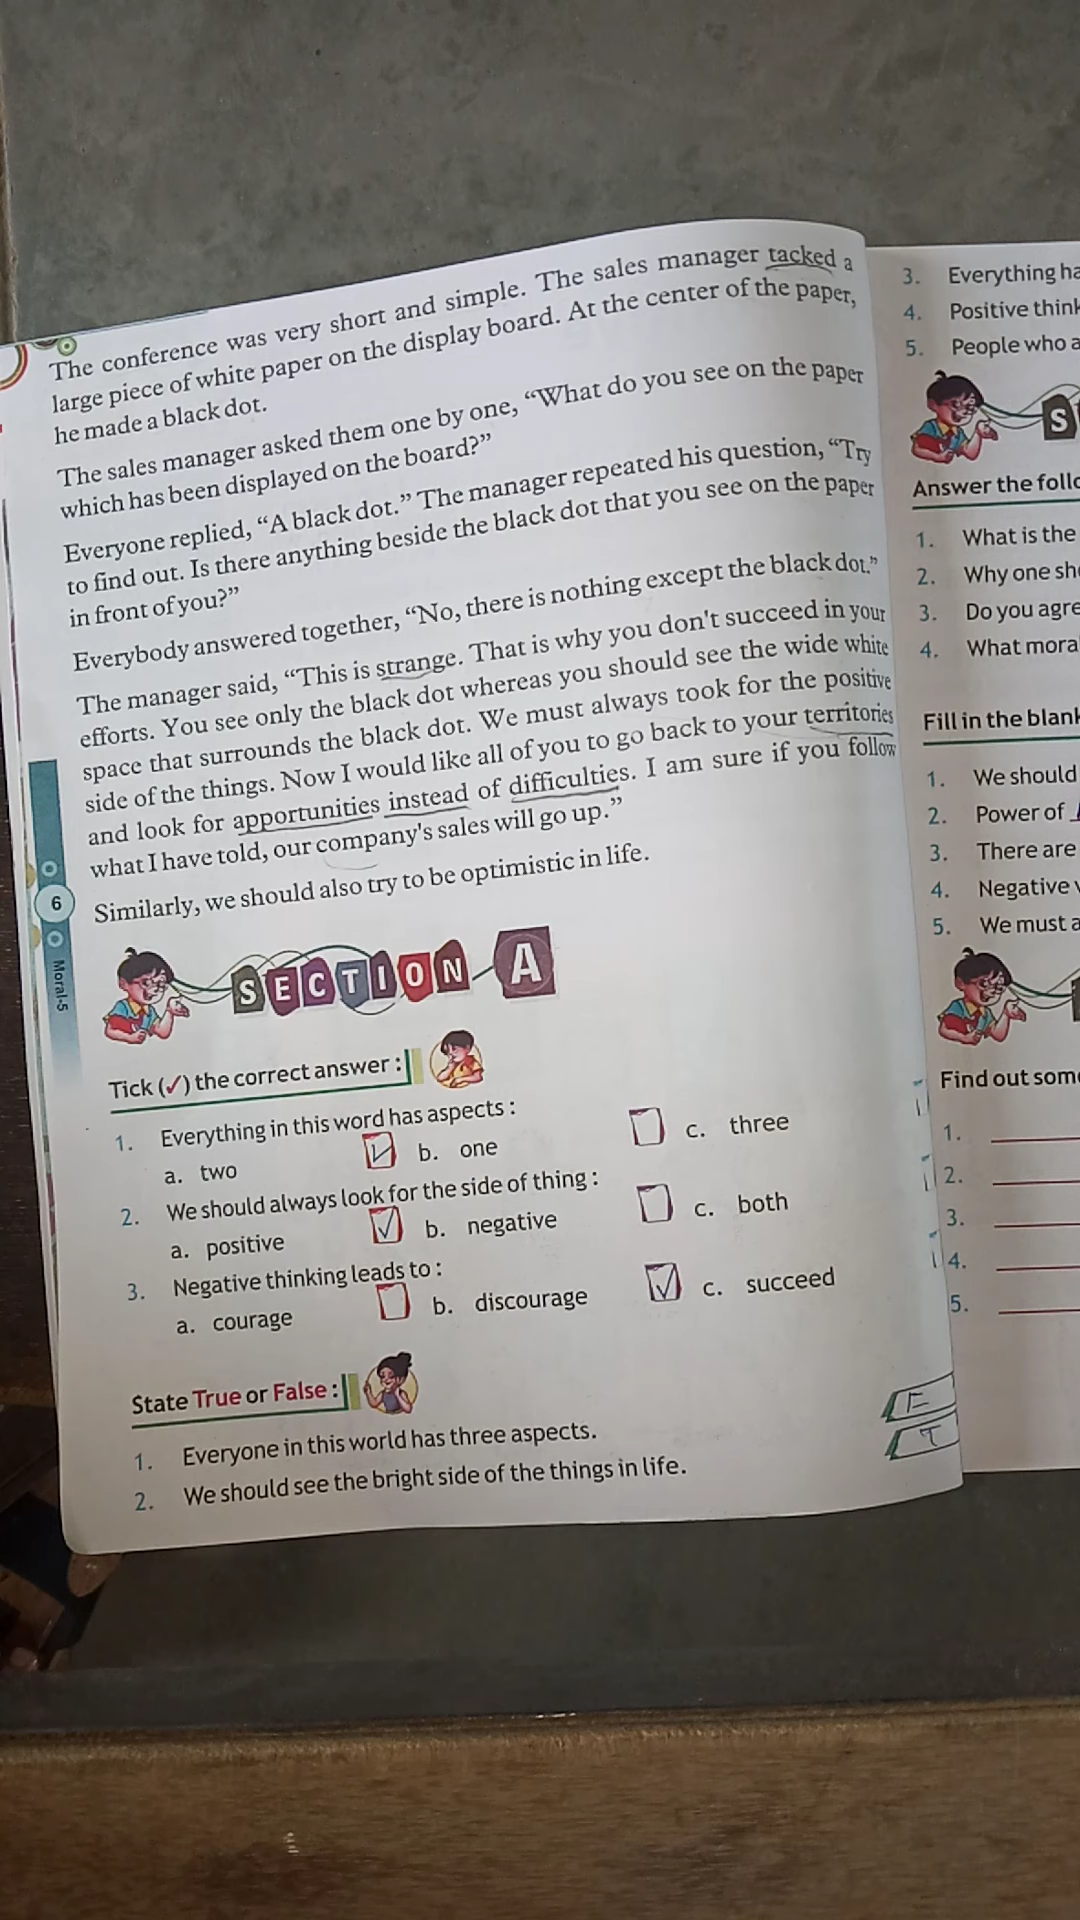 The conference was very short and simple. The sales manager tacked a
large piece of white paper on the display board. At the center of the paper,
he made a black dot.
The sales manager asked them one by one, “What do you see on the paper
which has been displayed on the board?”
Everyone replied, “A black dot.” The manager repeated his question, “Try
to find out. Is there anything beside the black dot that you see on the paper
in front of you?”
Everybody answered together, “No, there is nothing except the black dot.”
The manager said, “This is strange. That is why you don't succeed in your
efforts. You see only the black dot whereas you should see the wide white
space that surrounds the black dot. We must always took for the positive
side of the things. Now I would like all of you to go back to your territories
and look for apportunities instead of difficulties. I am sure if you follow
what I have told, our company's sales will go up.”
Similarly, we should also try to be optimistic in life.
6
Moral-5
SECTION A
Tick (✓) the correct answer :
1. Everything in this word has aspects :
a. two ✓ b. one c. three
2. We should always look for the side of thing :
a. positive ✓ b. negative c. both
3. Negative thinking leads to :
a. courage b. discourage ✓ c. succeed
State True or False :
1. Everyone in this world has three aspects. F
2. We should see the bright side of the things in life. T
3. Everything ha
4. Positive think
5. People who a
S
Answer the follo
1. What is the
2. Why one sh
3. Do you agre
4. What mora
Fill in the blank
1. We should
2. Power of
3. There are
4. Negative
5. We must a
Find out som
1.
2.
3.
4.
5.